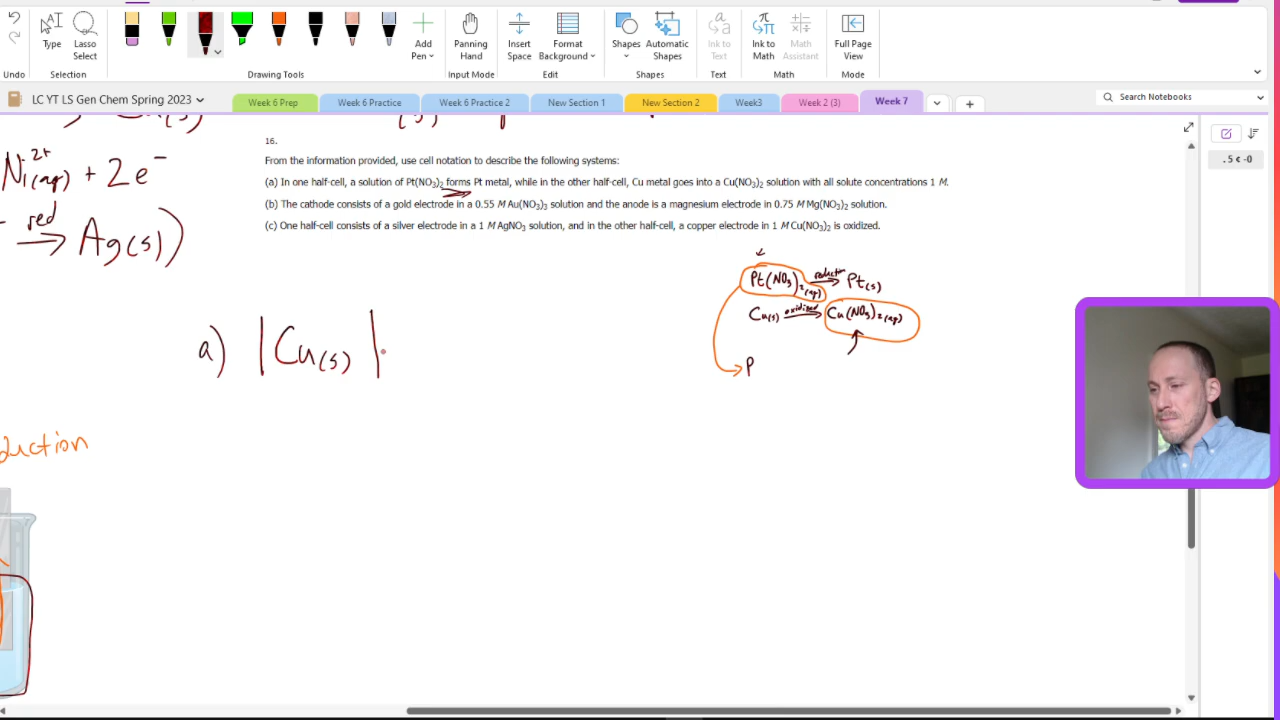 Undo
Type
Lasso Select
Selection
Drawing Tools
Add Pen
Panning Hand
Input Mode
Insert Space
Format Background
Edit
Shapes
Automatic Shapes
Shapes
Ink to Text
Text
Ink to Math
Math Assistant
Math
Full Page View
Mode
LC YT LS Gen Chem Spring 2023
Week 6 Prep
Week 6 Practice
Week 6 Practice 2
New Section 1
New Section 2
Week3
Week 2 (3)
Week 7
Search Notebooks
. 5 € -0
Cu(s)
(s)
16.
From the information provided, use cell notation to describe the following systems:
(a) In one half-cell, a solution of Pt(NO3)2 forms Pt metal, while in the other half-cell, Cu metal goes into a Cu(NO3)2 solution with all solute concentrations 1 M.
(b) The cathode consists of a gold electrode in a 0.55 M Au(NO3)3 solution and the anode is a magnesium electrode in 0.75 M Mg(NO3)2 solution.
(c) One half-cell consists of a silver electrode in a 1 M AgNO3 solution, and in the other half-cell, a copper electrode in 1 M Cu(NO3)2 is oxidized.
Ni2+(aq) + 2e-
red → Ag(s))
Pt(NO3)2(aq) reduction → Pt(s)
Cu(s) oxidized → Cu(NO3)2(aq)
P
a) |Cu(s)|
duction